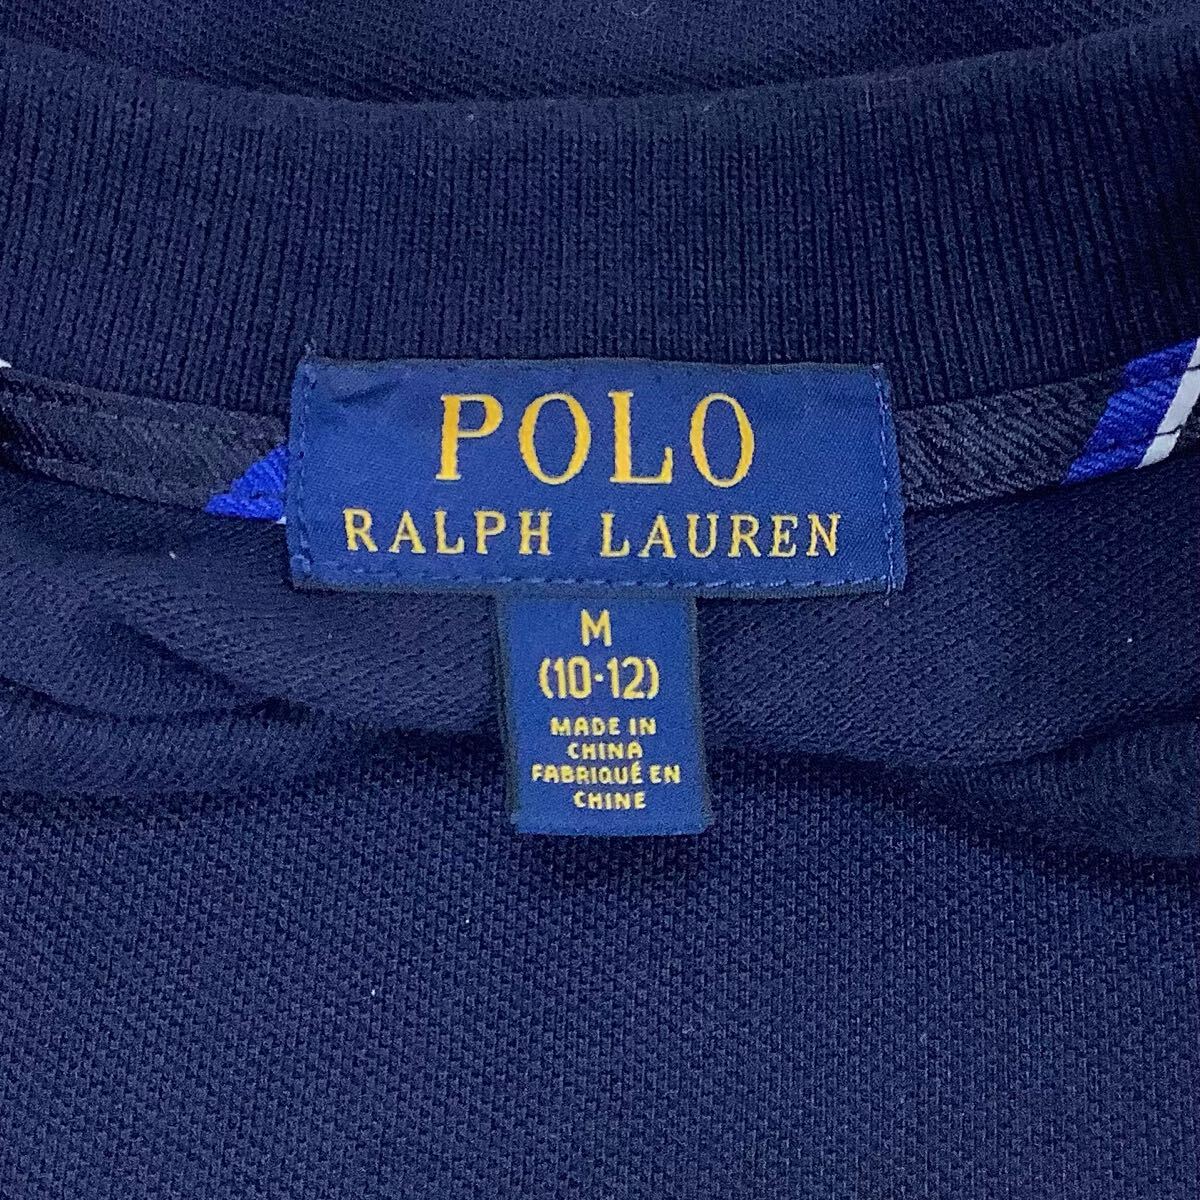 POLO
RALPH LAUREN
M
(10-12)
MADE IN
CHINA
FABRIQUÉ EN
CHINE